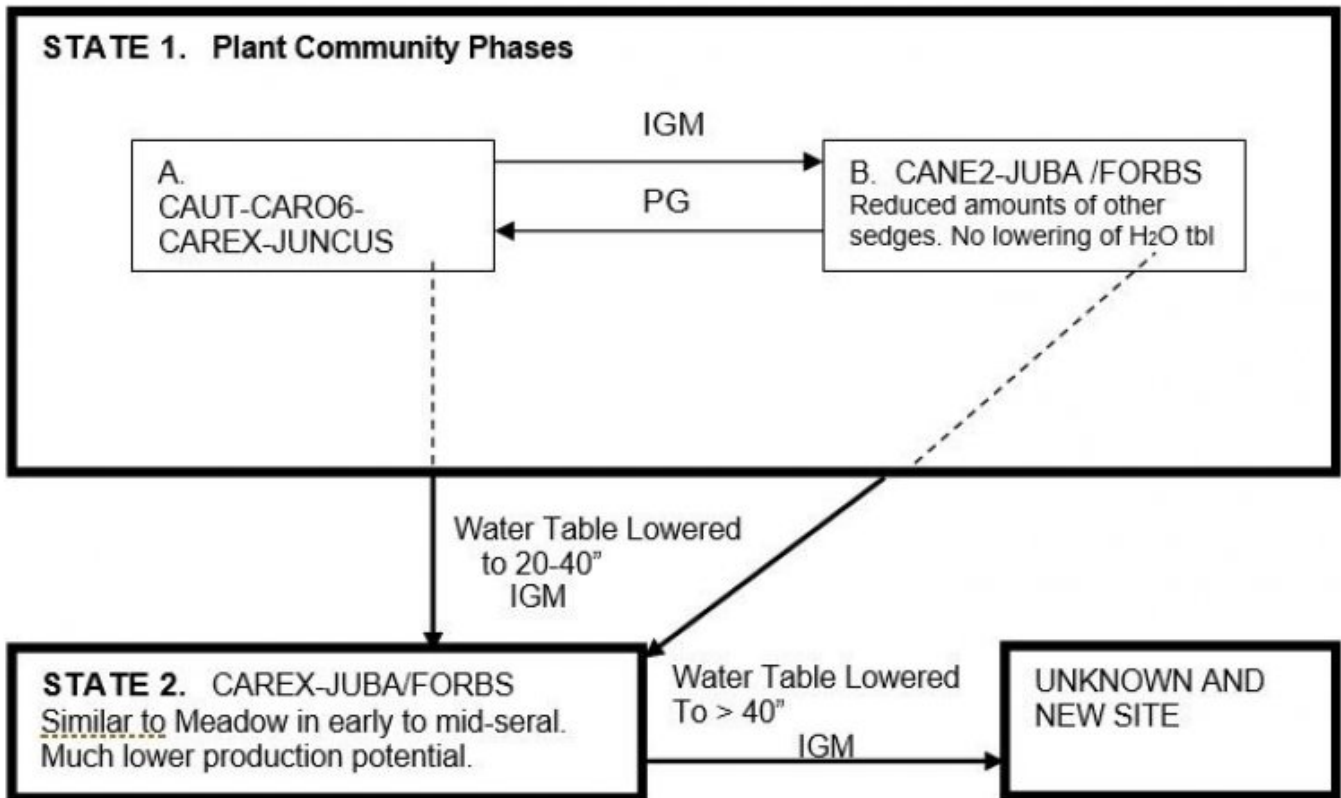 STATE 1. Plant Community Phases
IGM
A.
CAUT-CARO6-
CAREX-JUNCUS
PG
B. CANE2-JUBA /FORBS
Reduced amounts of other
sedges. No lowering of H2O tbl
Water Table Lowered
to 20-40”
IGM
STATE 2. CAREX-JUBA/FORBS
Similar to Meadow in early to mid-seral.
Much lower production potential.
Water Table Lowered
To > 40”
IGM
UNKNOWN AND
NEW SITE